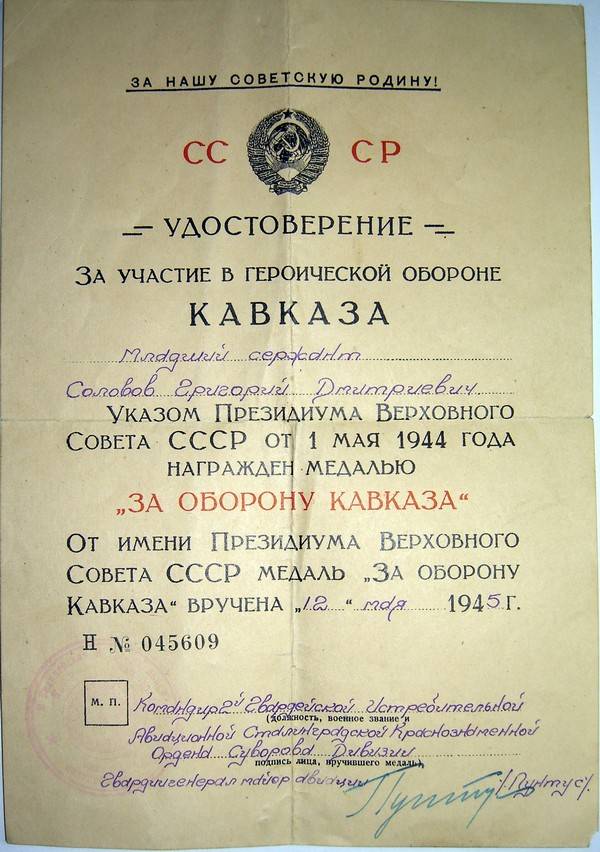 ЗА НАШУ СОВЕТСКУЮ РОДИНУ!
СС СР
УДОСТОВЕРЕНИЕ
ЗА УЧАСТИЕ В ГЕРОИЧЕСКОЙ ОБОРОНЕ
КАВКАЗА
Младший сержант
Соловов Григорий Дмитриевич
УКАЗОМ ПРЕЗИДИУМА ВЕРХОВНОГО
СОВЕТА СССР ОТ 1 МАЯ 1944 ГОДА
НАГРАЖДЕН МЕДАЛЬЮ
„ЗА ОБОРОНУ КАВКАЗА“
ОТ ИМЕНИ ПРЕЗИДИУМА ВЕРХОВНОГО
СОВЕТА СССР МЕДАЛЬ „ЗА ОБОРОНУ
КАВКАЗА“ ВРУЧЕНА „12“ мая 1945 Г.
Н № 045609
М. П.
Командир 2й Гвардейской Истребительной
(должность, военное звание и
Авиационной Сталинградской Краснознаменной
Ордена Суворова Дивизии
подпись лица, вручившего медаль)
Гвардии генерал майор авиации /Пунтус/.